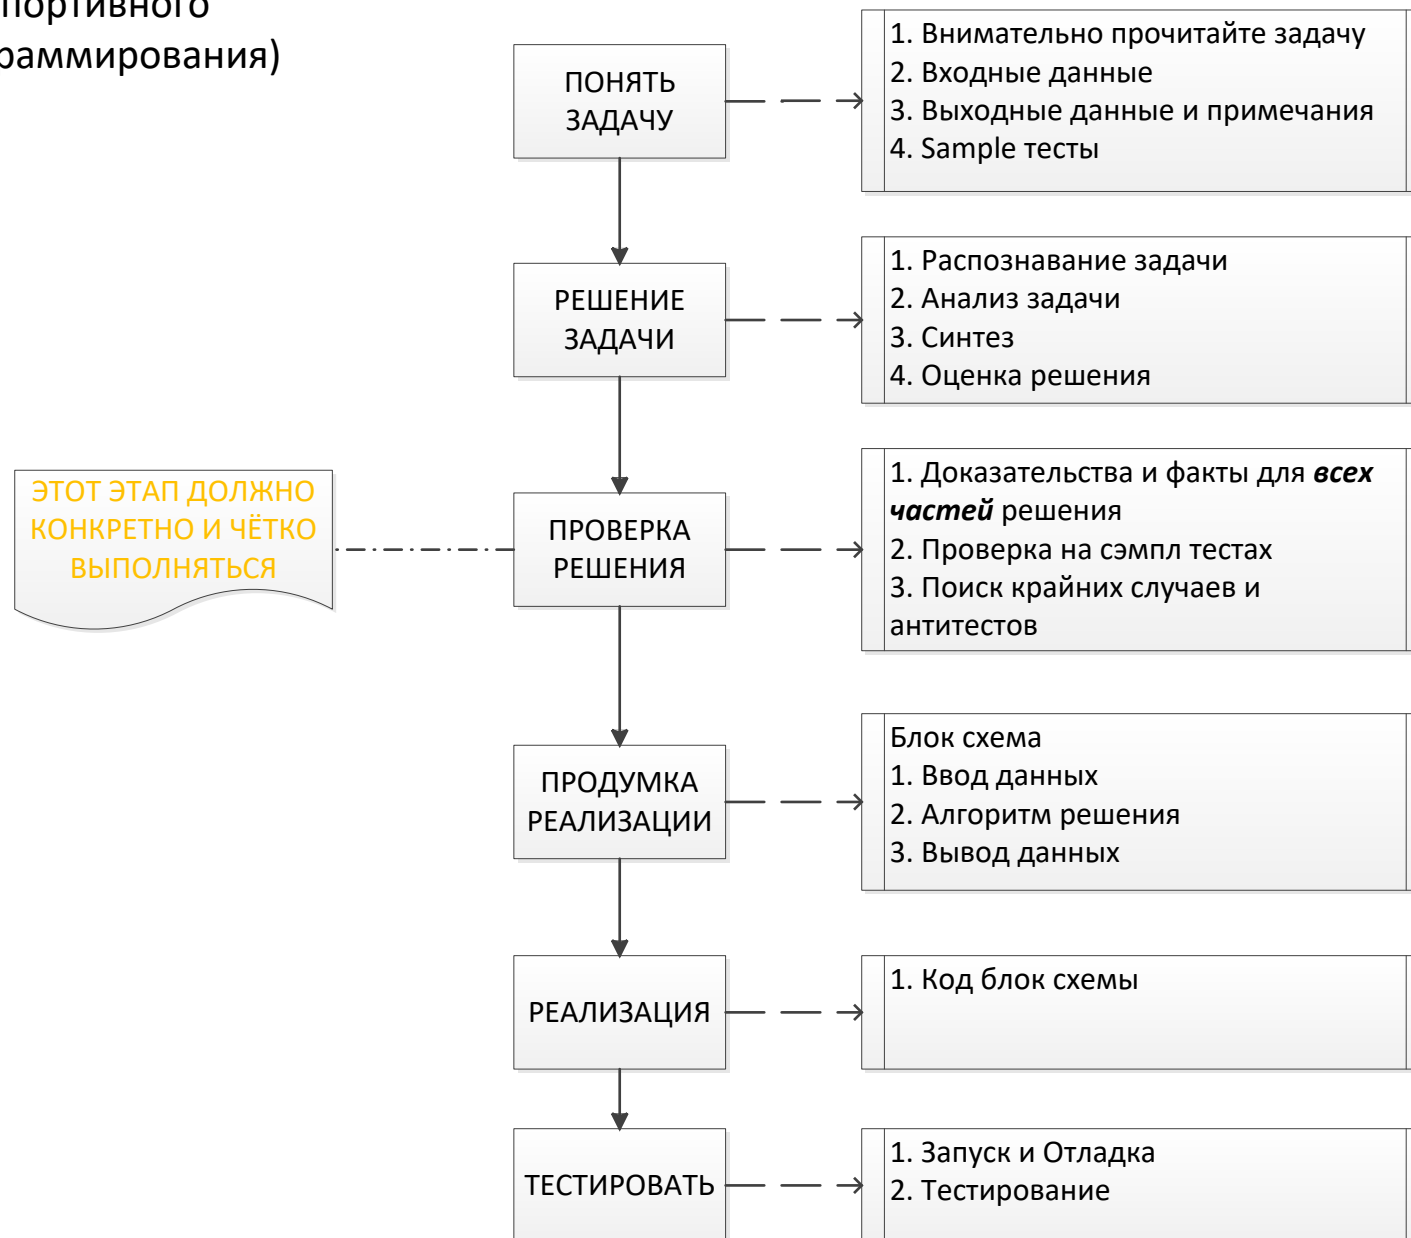 портивного
раммирования)
ПОНЯТЬ
ЗАДАЧУ
1. Внимательно прочитайте задачу
2. Входные данные
3. Выходные данные и примечания
4. Sample тесты
РЕШЕНИЕ
ЗАДАЧИ
1. Распознавание задачи
2. Анализ задачи
3. Синтез
4. Оценка решения
ЭТОТ ЭТАП ДОЛЖНО
КОНКРЕТНО И ЧЁТКО
ВЫПОЛНЯТЬСЯ
ПРОВЕРКА
РЕШЕНИЯ
1. Доказательства и факты для всех
частей решения
2. Проверка на сэмпл тестах
3. Поиск крайних случаев и
антитестов
ПРОДУМКА
РЕАЛИЗАЦИИ
Блок схема
1. Ввод данных
2. Алгоритм решения
3. Вывод данных
РЕАЛИЗАЦИЯ
1. Код блок схемы
ТЕСТИРОВАТЬ
1. Запуск и Отладка
2. Тестирование